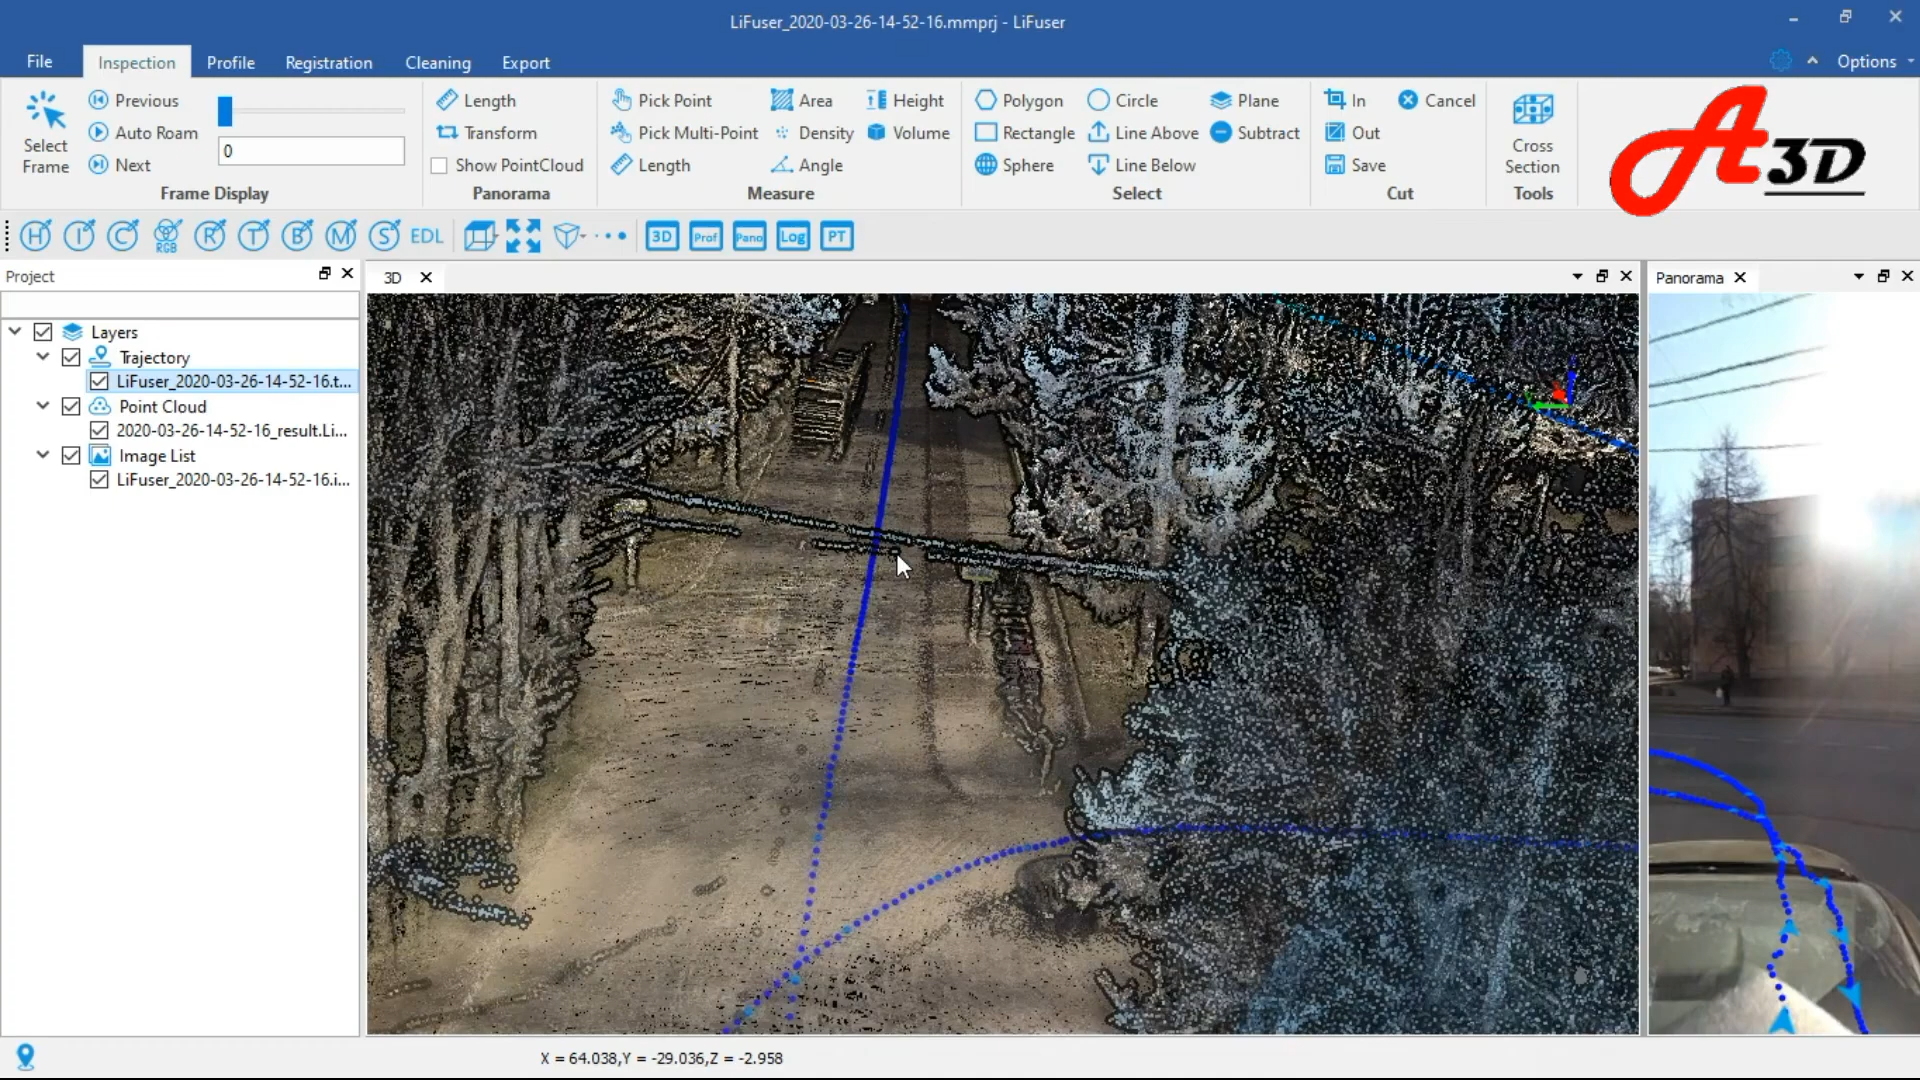 LiFuser_2020-03-26-14-52-16.mmprj - LiFuser
File Inspection Profile Registration Cleaning Export Options
Select Frame
Previous
Auto Roam
Next
0
Frame Display
Length
Transform
Show PointCloud
Panorama
Pick Point Area Height
Pick Multi-Point Density Volume
Length Angle
Measure
Polygon Circle Plane
Rectangle Line Above Subtract
Sphere Line Below
Select
In Cancel
Out
Save
Cut
Cross Section
Tools
A3D
H I C RGB R T B M S EDL 3D Prof Pano Log PT
Project
3D
Panorama
Layers
Trajectory
LiFuser_2020-03-26-14-52-16.t...
Point Cloud
2020-03-26-14-52-16_result.Li...
Image List
LiFuser_2020-03-26-14-52-16.i...
X = 64.038,Y = -29.036,Z = -2.958